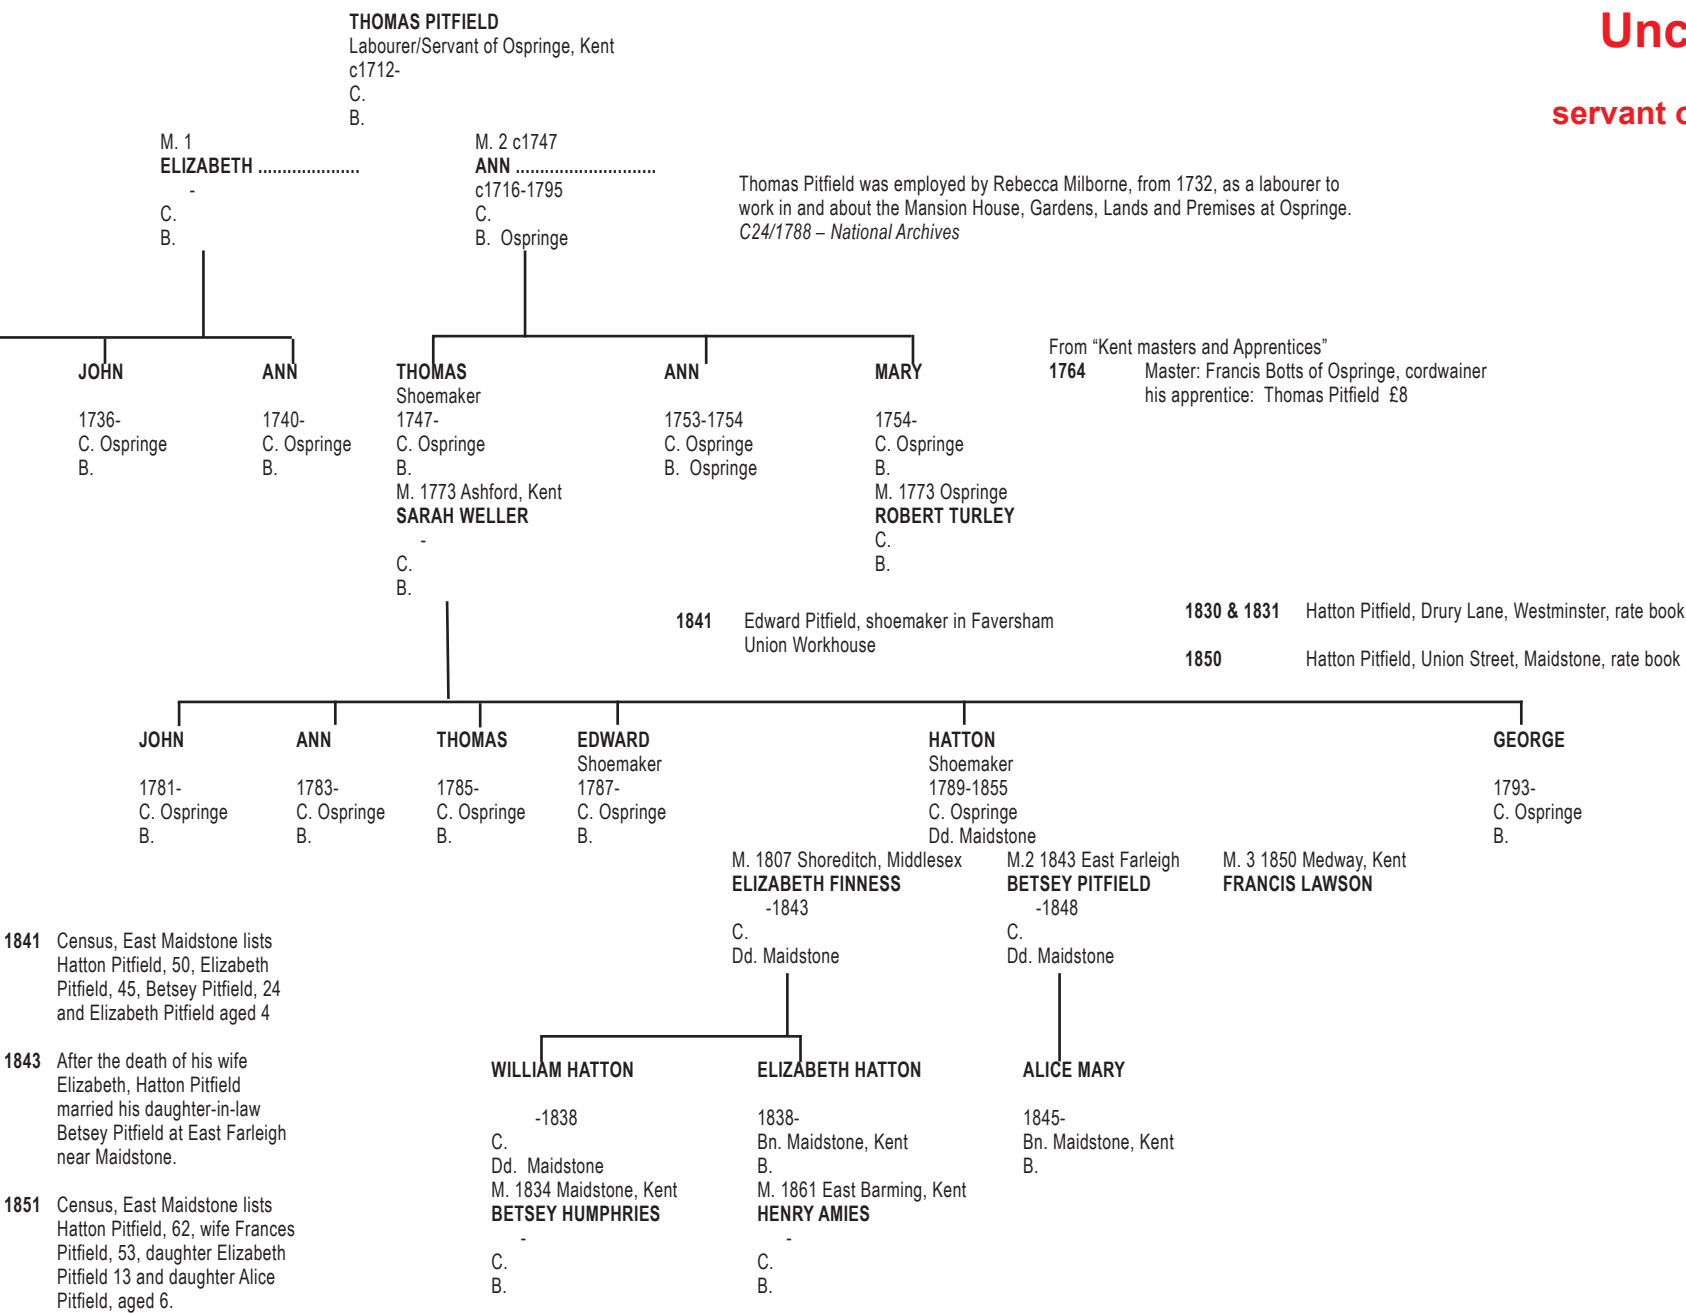 THOMAS PITFIELD
Labourer/Servant of Ospringe, Kent
c1712-
C.
B.
Unc
servant o
M. 1
ELIZABETH .....................
-
C.
B.
M. 2 c1747
ANN .............................
c1716-1795
C.
B. Ospringe
Thomas Pitfield was employed by Rebecca Milborne, from 1732, as a labourer to
work in and about the Mansion House, Gardens, Lands and Premises at Ospringe.
C24/1788 – National Archives
JOHN
1736-
C. Ospringe
B.
ANN
1740-
C. Ospringe
B.
THOMAS
Shoemaker
1747-
C. Ospringe
B.
M. 1773 Ashford, Kent
SARAH WELLER
-
C.
B.
ANN
1753-1754
C. Ospringe
B. Ospringe
MARY
1754-
C. Ospringe
B.
M. 1773 Ospringe
ROBERT TURLEY
C.
B.
From “Kent masters and Apprentices”
1764 Master: Francis Botts of Ospringe, cordwainer
his apprentice: Thomas Pitfield £8
1841 Edward Pitfield, shoemaker in Faversham
Union Workhouse
1830 & 1831 Hatton Pitfield, Drury Lane, Westminster, rate book
1850 Hatton Pitfield, Union Street, Maidstone, rate book
JOHN
1781-
C. Ospringe
B.
ANN
1783-
C. Ospringe
B.
THOMAS
1785-
C. Ospringe
B.
EDWARD
Shoemaker
1787-
C. Ospringe
B.
HATTON
Shoemaker
1789-1855
C. Ospringe
Dd. Maidstone
GEORGE
1793-
C. Ospringe
B.
M. 1807 Shoreditch, Middlesex
ELIZABETH FINNESS
-1843
C.
Dd. Maidstone
M.2 1843 East Farleigh
BETSEY PITFIELD
-1848
C.
Dd. Maidstone
M. 3 1850 Medway, Kent
FRANCIS LAWSON
1841 Census, East Maidstone lists
Hatton Pitfield, 50, Elizabeth
Pitfield, 45, Betsey Pitfield, 24
and Elizabeth Pitfield aged 4
1843 After the death of his wife
Elizabeth, Hatton Pitfield
married his daughter-in-law
Betsey Pitfield at East Farleigh
near Maidstone.
1851 Census, East Maidstone lists
Hatton Pitfield, 62, wife Frances
Pitfield, 53, daughter Elizabeth
Pitfield 13 and daughter Alice
Pitfield, aged 6.
WILLIAM HATTON
-1838
C.
Dd. Maidstone
M. 1834 Maidstone, Kent
BETSEY HUMPHRIES
-
C.
B.
ELIZABETH HATTON
1838-
Bn. Maidstone, Kent
B.
M. 1861 East Barming, Kent
HENRY AMIES
-
C.
B.
ALICE MARY
1845-
Bn. Maidstone, Kent
B.